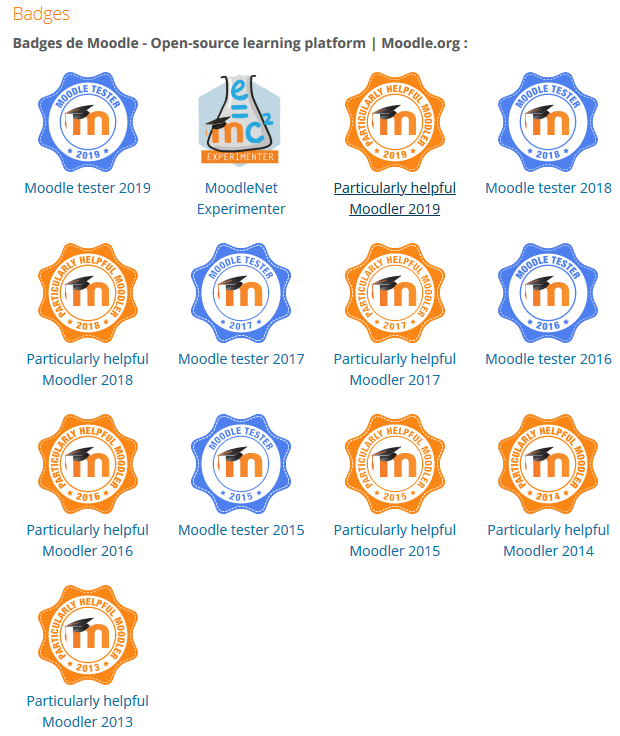 Badges
Badges de Moodle - Open-source learning platform | Moodle.org :
MOODLE TESTER
m
2019
Moodle tester 2019
e
=
mc2
EXPERIMENTER
MoodleNet
Experimenter
PARTICULARLY HELPFUL MOODLER
m
2019
Particularly helpful
Moodler 2019
MOODLE TESTER
m
2018
Moodle tester 2018
PARTICULARLY HELPFUL MOODLER
m
2018
Particularly helpful
Moodler 2018
MOODLE TESTER
m
2017
Moodle tester 2017
PARTICULARLY HELPFUL MOODLER
m
2017
Particularly helpful
Moodler 2017
MOODLE TESTER
m
2016
Moodle tester 2016
PARTICULARLY HELPFUL MOODLER
m
2016
Particularly helpful
Moodler 2016
MOODLE TESTER
m
2015
Moodle tester 2015
PARTICULARLY HELPFUL MOODLER
m
2015
Particularly helpful
Moodler 2015
PARTICULARLY HELPFUL MOODLER
m
2014
Particularly helpful
Moodler 2014
PARTICULARLY HELPFUL MOODLER
m
2013
Particularly helpful
Moodler 2013